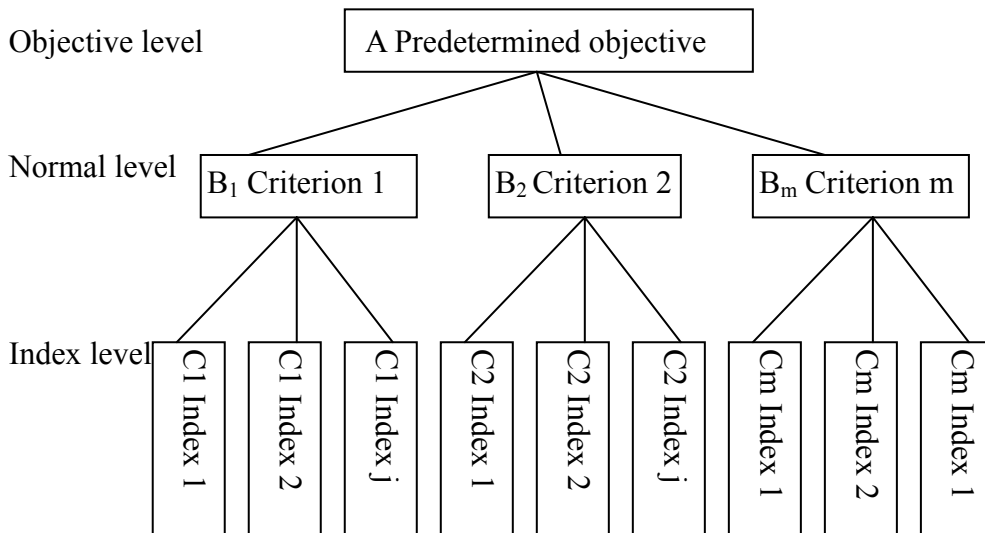 Objective level
A Predetermined objective
Normal level
B₁ Criterion 1
B₂ Criterion 2
Bₘ Criterion m
Index level
C1 Index 1
C1 Index 2
C1 Index j
C2 Index 1
C2 Index 2
C2 Index j
Cm Index 1
Cm Index 2
Cm Index 1